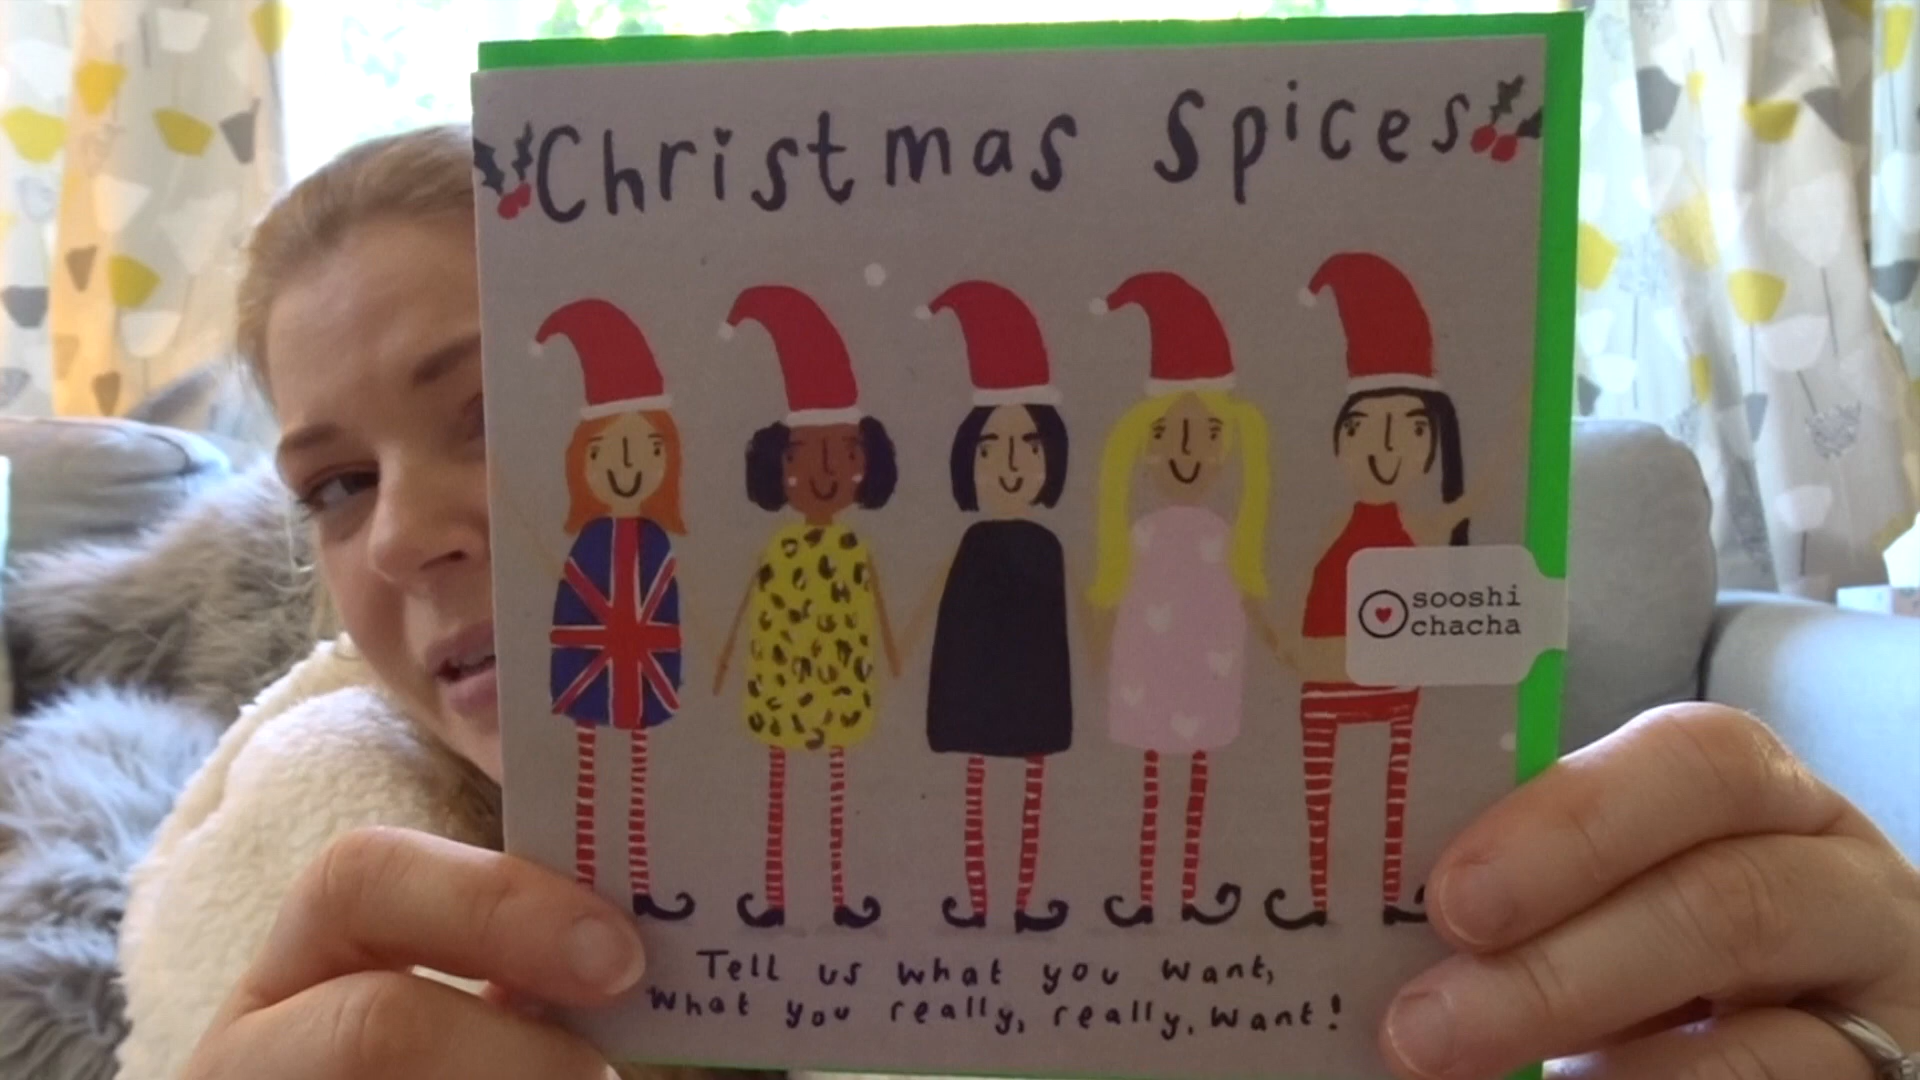 Christmas Spices
sooshi
chacha
Tell us what you want,
what you really, really, want!